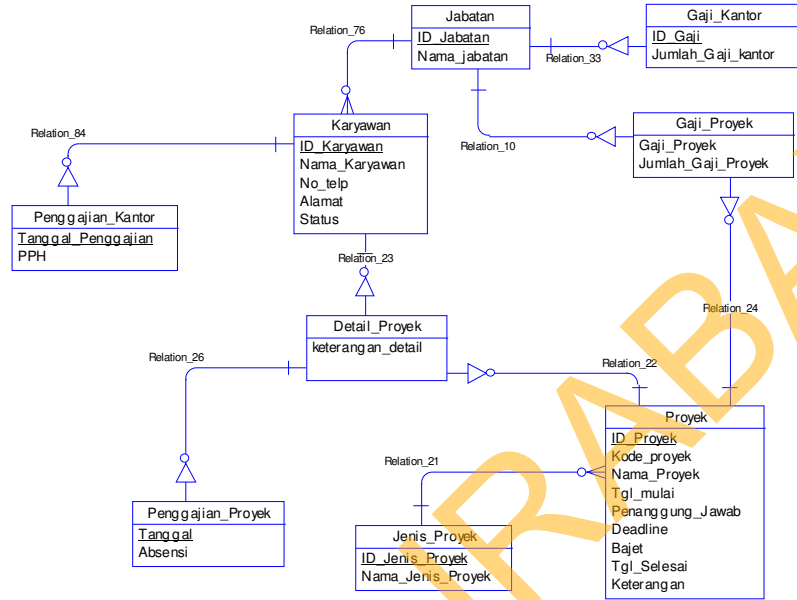 Jabatan
ID_Jabatan
Nama_jabatan
Gaji_Kantor
ID_Gaji
Jumlah_Gaji_kantor
Relation_76
Relation_33
Relation_10
Relation_84
Karyawan
ID_Karyawan
Nama_Karyawan
No_telp
Alamat
Status
Gaji_Proyek
Gaji_Proyek
Jumlah_Gaji_Proyek
Penggajian_Kantor
Tanggal_Penggajian
PPH
Relation_23
Relation_24
Detail_Proyek
keterangan_detail
Relation_26
Relation_22
Proyek
ID_Proyek
Kode_proyek
Nama_Proyek
Tgl_mulai
Penanggung_Jawab
Deadline
Bajet
Tgl_Selesai
Keterangan
Relation_21
Penggajian_Proyek
Tanggal
Absensi
Jenis_Proyek
ID_Jenis_Proyek
Nama_Jenis_Proyek
IRABA